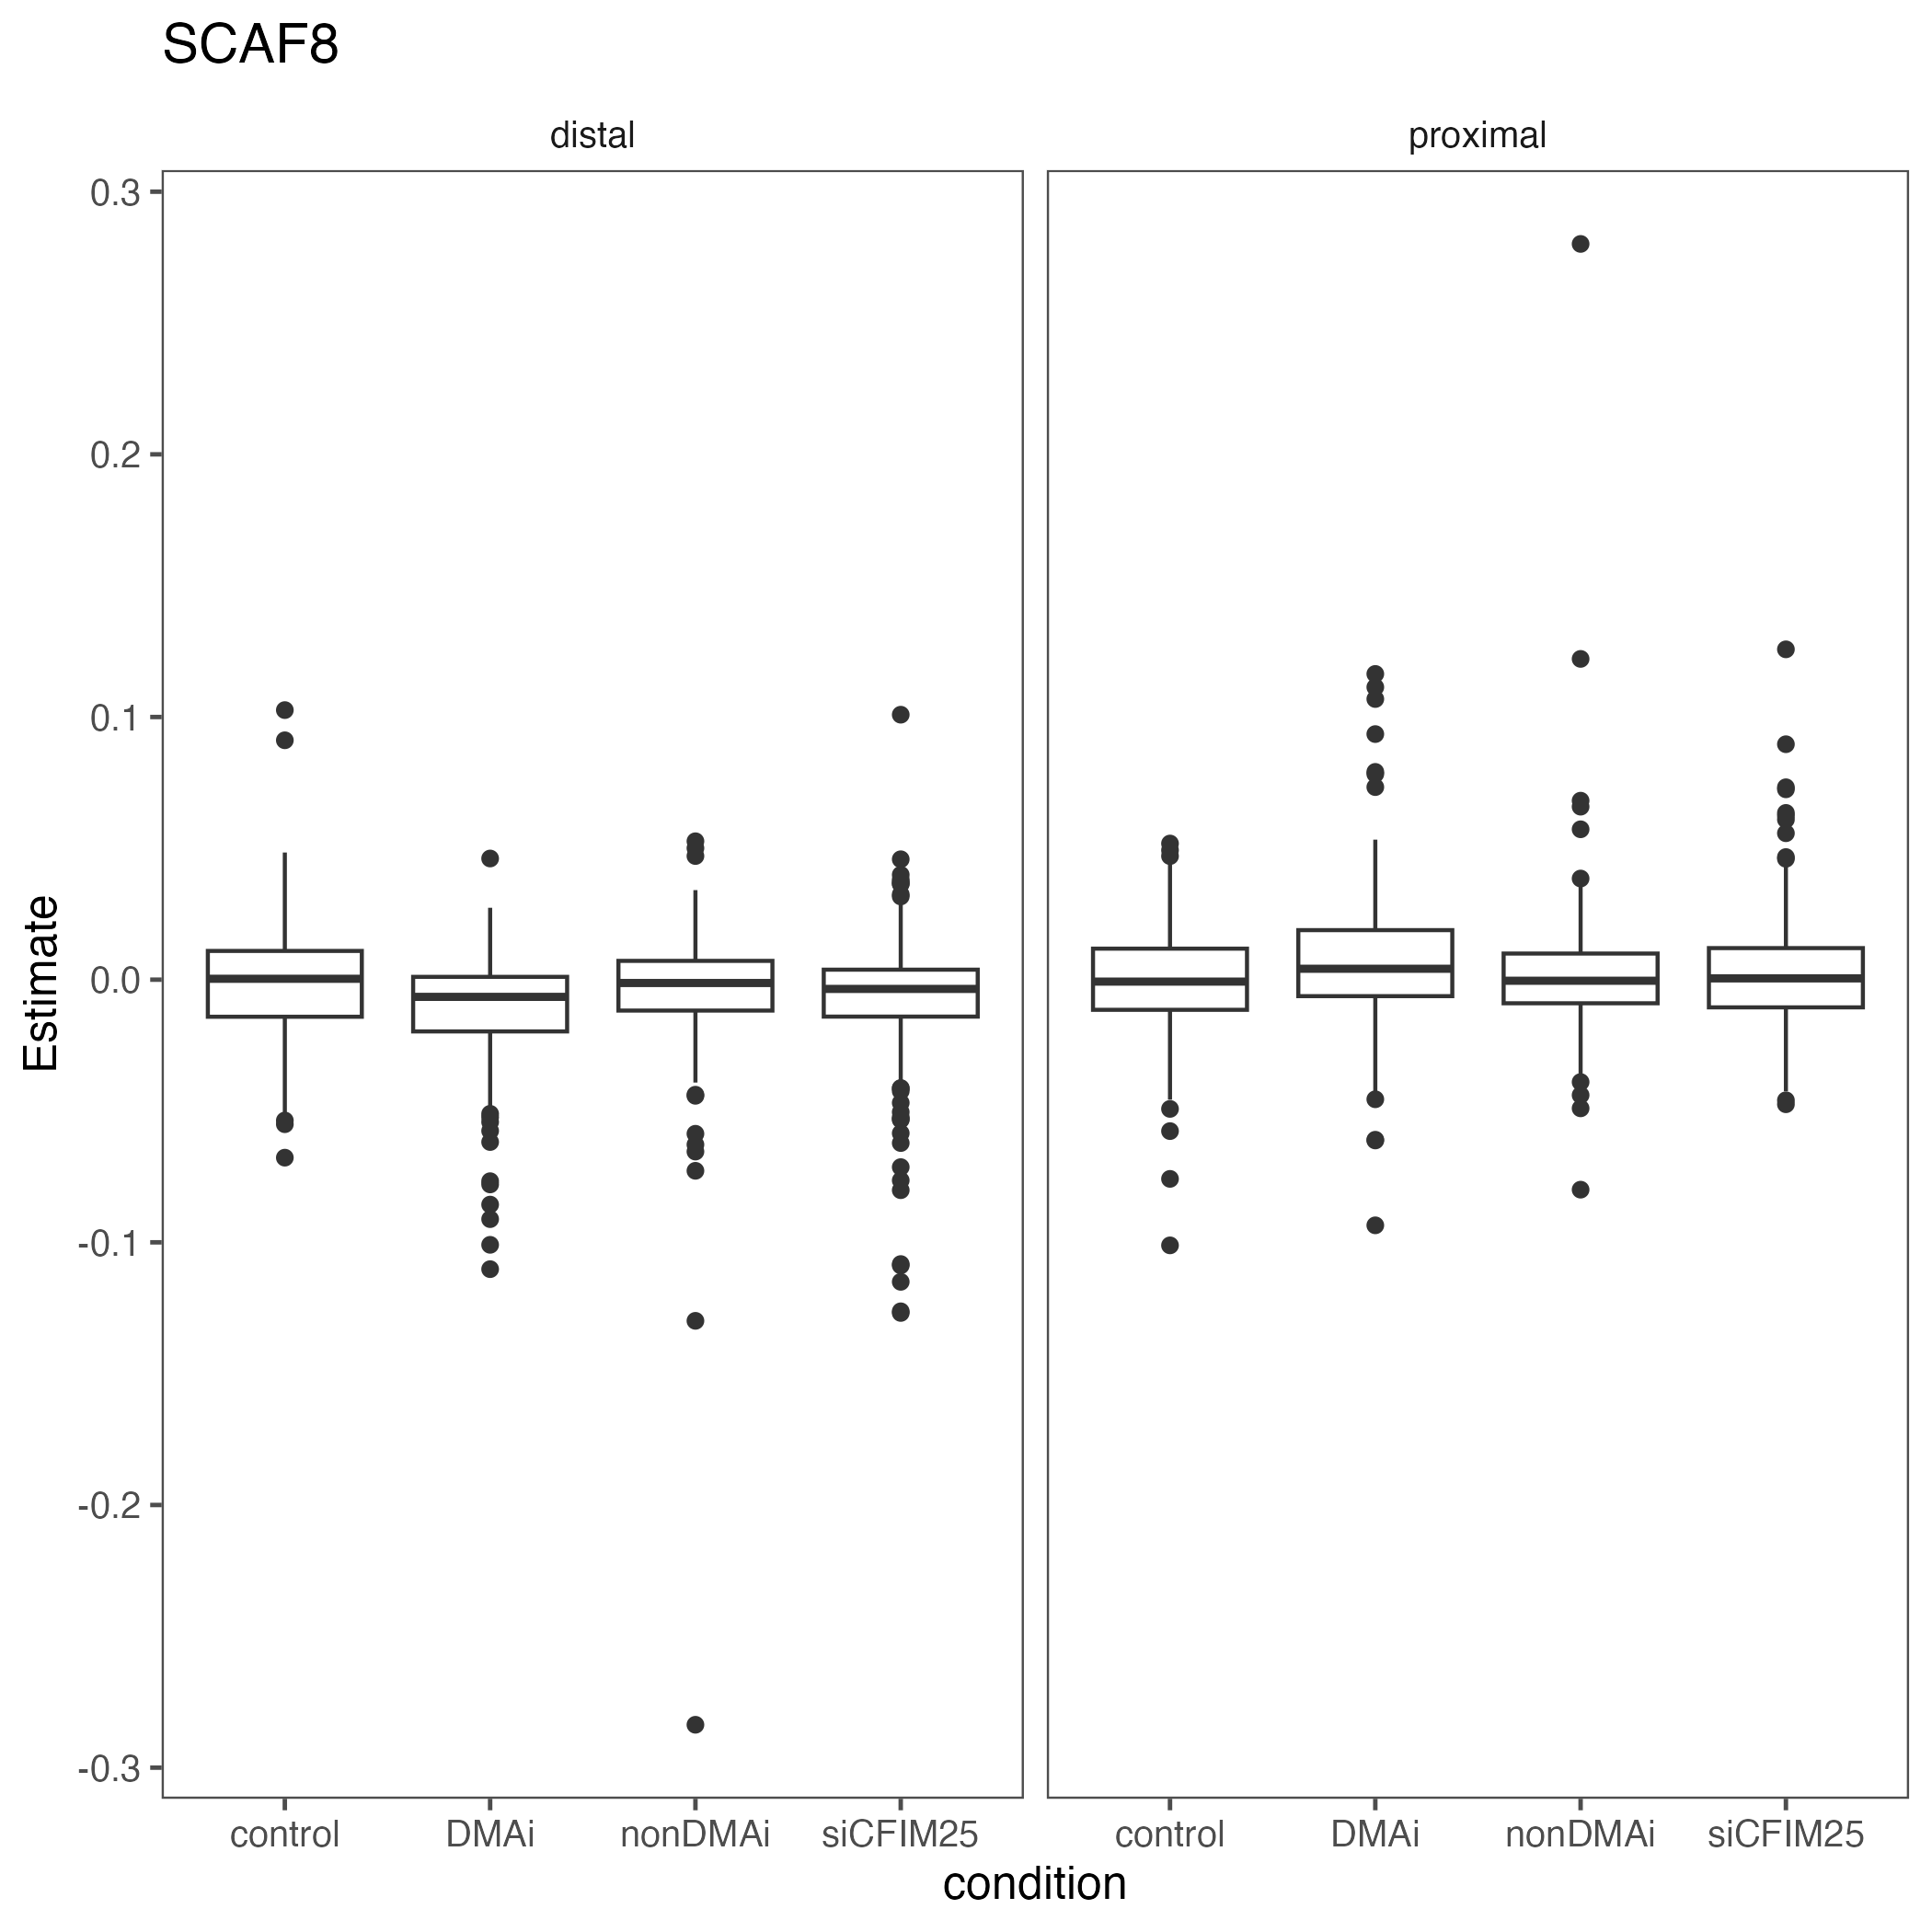 SCAF8
distal
proximal
0.3
0.2
0.1
0.0
-0.1
-0.2
-0.3
Estimate
control DMAi nonDMAi siCFIM25
control DMAi nonDMAi siCFIM25
condition